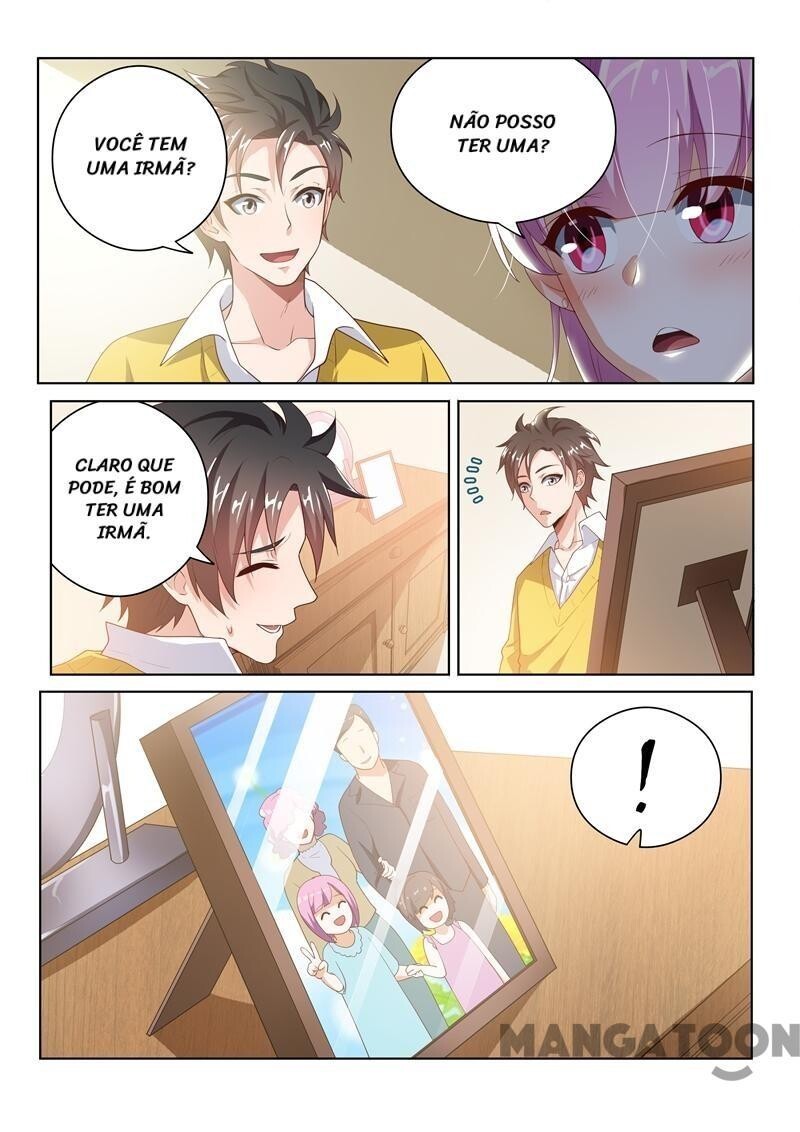 VOCÊ TEM
UMA IRMÃ?
NÃO POSSO
TER UMA?
CLARO QUE
PODE, É BOM
TER UMA
IRMÃ.
!
MANGATOON